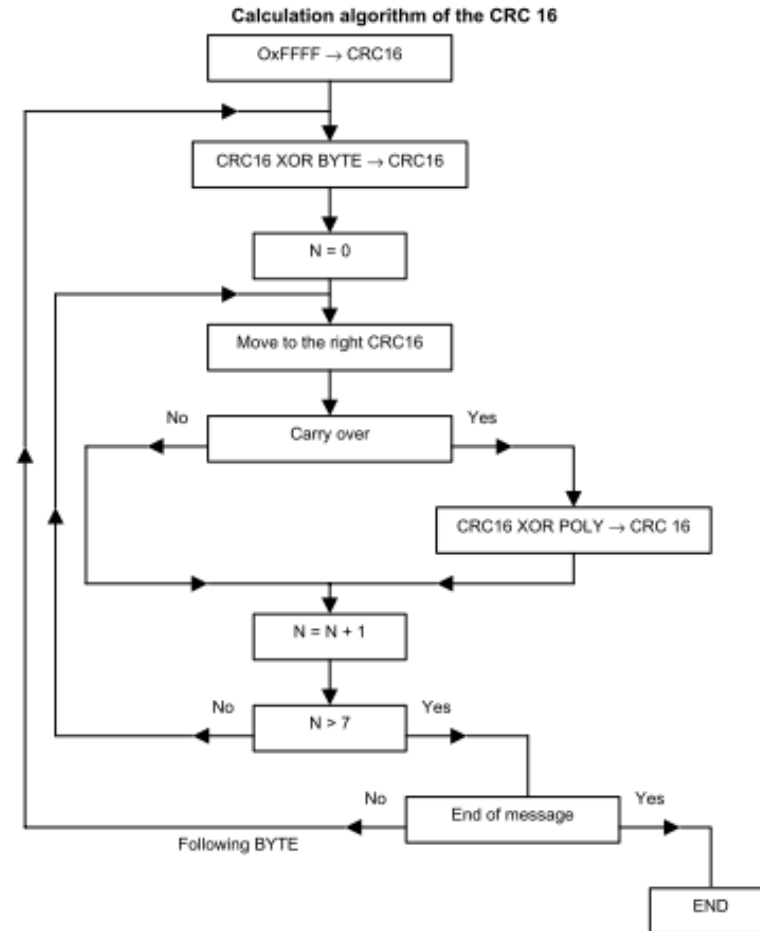 Calculation algorithm of the CRC 16
OxFFFF → CRC16
CRC16 XOR BYTE → CRC16
N = 0
Move to the right CRC16
No
Yes
Carry over
CRC16 XOR POLY → CRC 16
N = N + 1
No
Yes
N > 7
No
Yes
End of message
Following BYTE
END